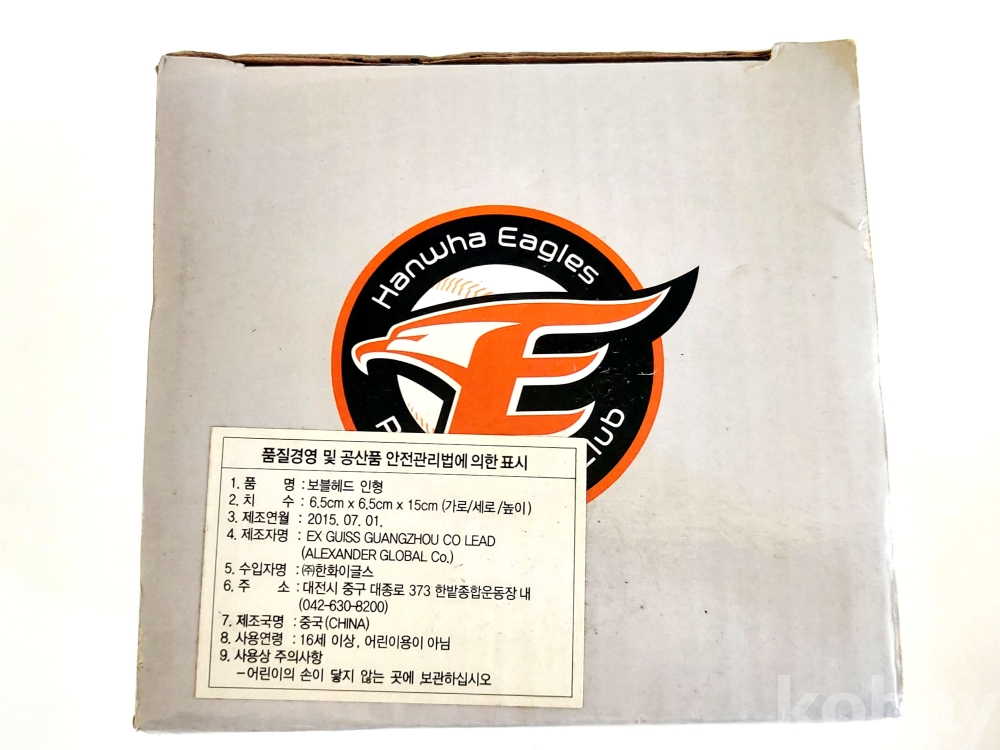 Hanwha Eagles
Club
품질경영 및 공산품 안전관리법에 의한 표시
1. 품 명 : 보블헤드 인형
2. 치 수 : 6.5cm x 6.5cm x 15cm (가로/세로/높이)
3. 제조연월 : 2015. 07. 01.
4. 제조자명 : EX GUISS GUANGZHOU CO LEAD
(ALEXANDER GLOBAL Co.)
5. 수입자명 : ㈜한화이글스
6. 주 소 : 대전시 중구 대종로 373 한밭종합운동장 내
(042-630-8200)
7. 제조국명 : 중국(CHINA)
8. 사용연령 : 16세 이상, 어린이용이 아님
9. 사용상 주의사항
-어린이의 손이 닿지 않는 곳에 보관하십시오